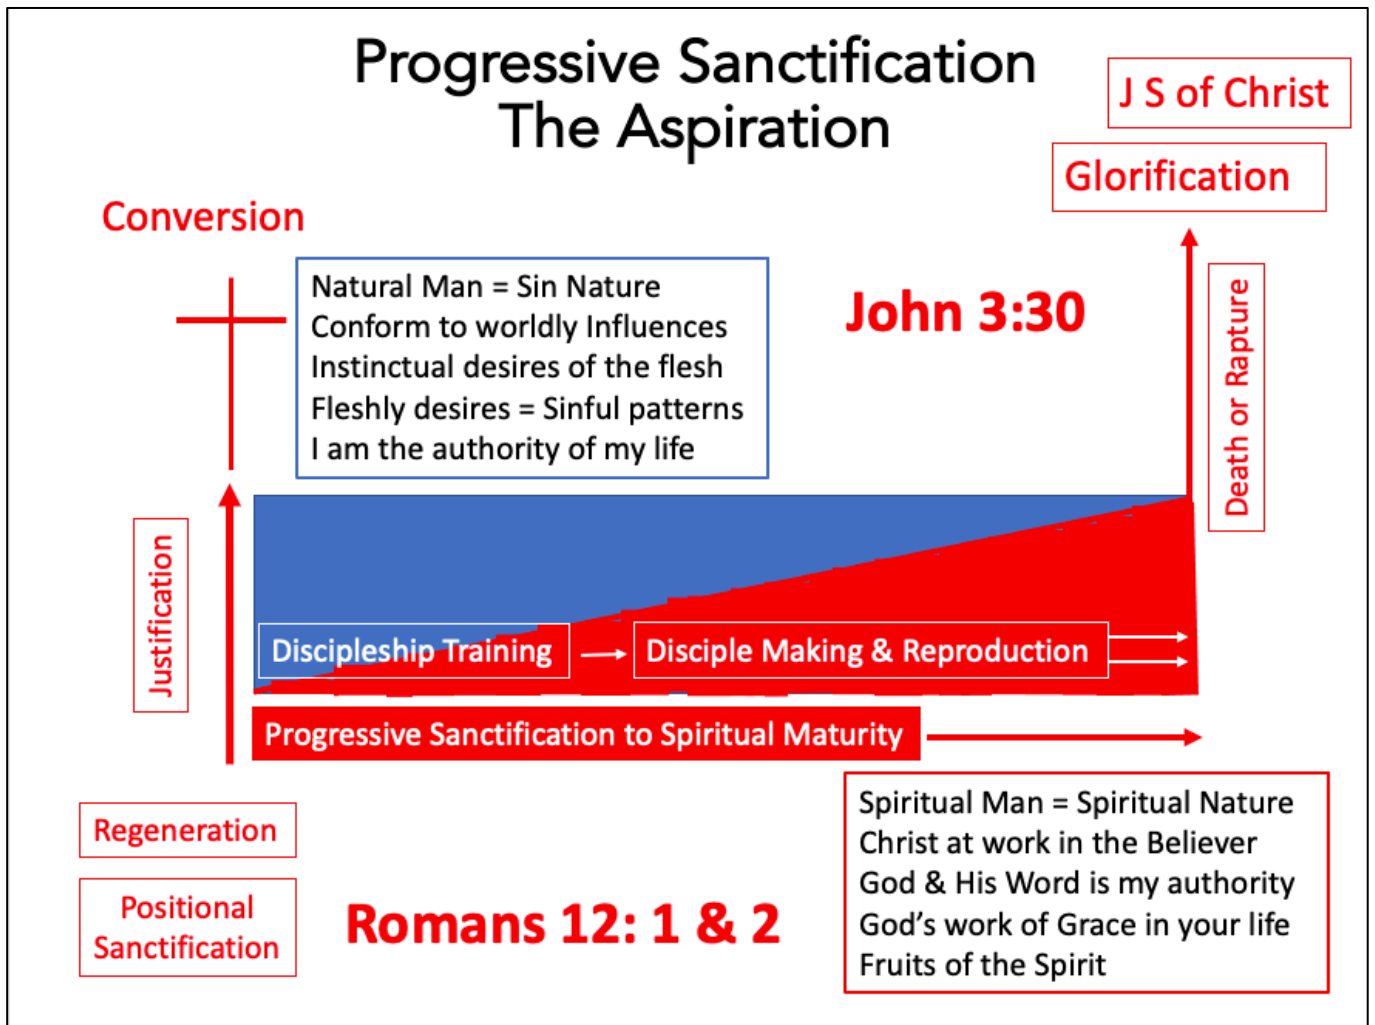 Progressive Sanctification
The Aspiration
J S of Christ
Glorification
Conversion
Natural Man = Sin Nature
Conform to worldly Influences
Instinctual desires of the flesh
Fleshly desires = Sinful patterns
I am the authority of my life
John 3:30
Death or Rapture
Justification
Discipleship Training
Disciple Making & Reproduction
Progressive Sanctification to Spiritual Maturity
Regeneration
Positional
Sanctification
Romans 12: 1 & 2
Spiritual Man = Spiritual Nature
Christ at work in the Believer
God & His Word is my authority
God's work of Grace in your life
Fruits of the Spirit